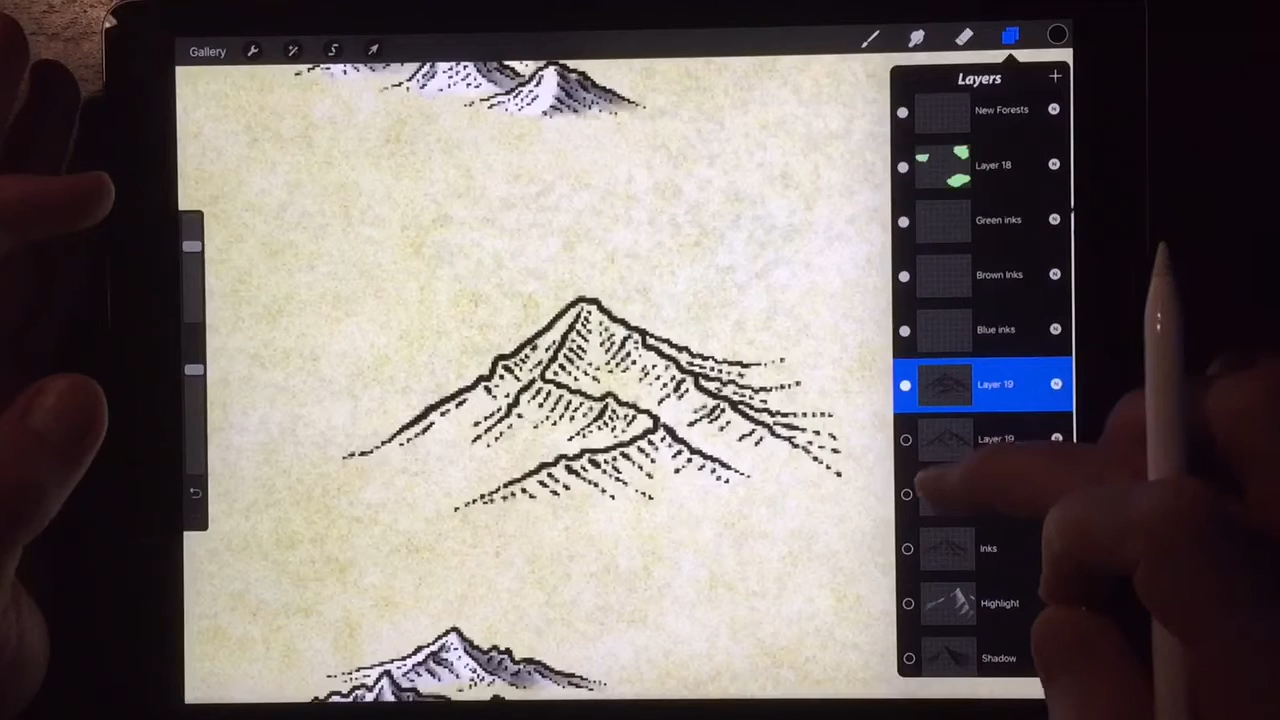 Gallery
Layers
New Forests
N
Layer 18
N
Green inks
N
Brown Inks
N
Blue inks
N
Layer 19
N
Layer 19
Inks
Highlight
Shadow